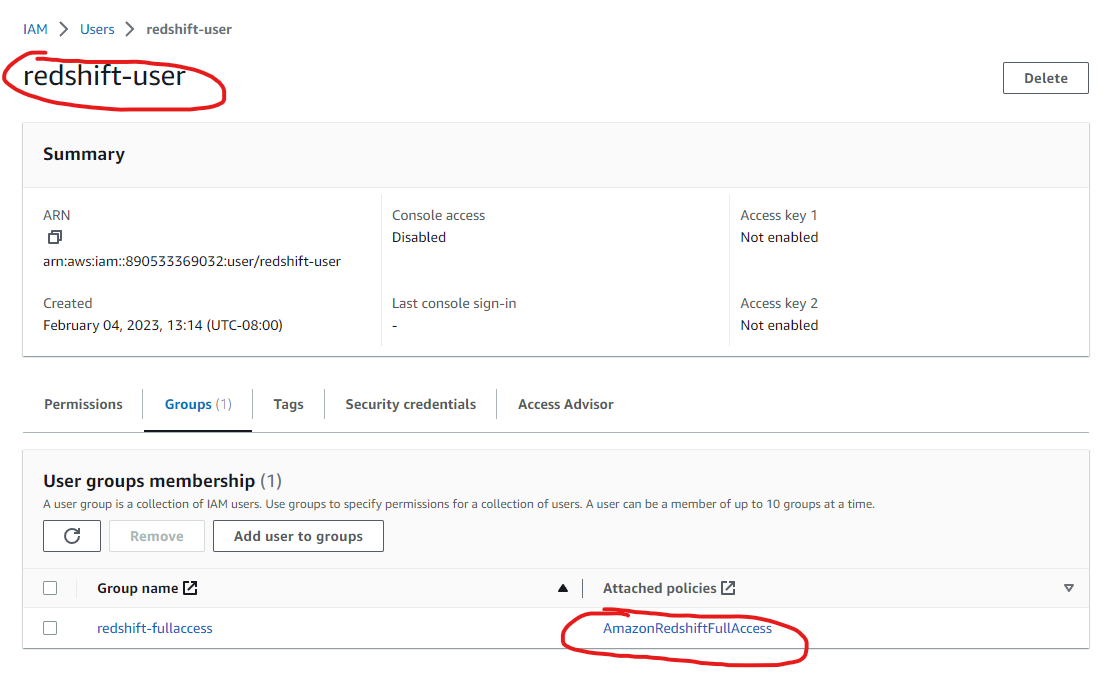 IAM > Users > redshift-user
redshift-user
Delete
Summary
ARN
arn:aws:iam::890533369032:user/redshift-user
Created
February 04, 2023, 13:14 (UTC-08:00)
Console access
Disabled
Last console sign-in
-
Access key 1
Not enabled
Access key 2
Not enabled
Permissions Groups (1) Tags Security credentials Access Advisor
User groups membership (1)
A user group is a collection of IAM users. Use groups to specify permissions for a collection of users. A user can be a member of up to 10 groups at a time.
Remove Add user to groups
Group name Attached policies
redshift-fullaccess AmazonRedshiftFullAccess